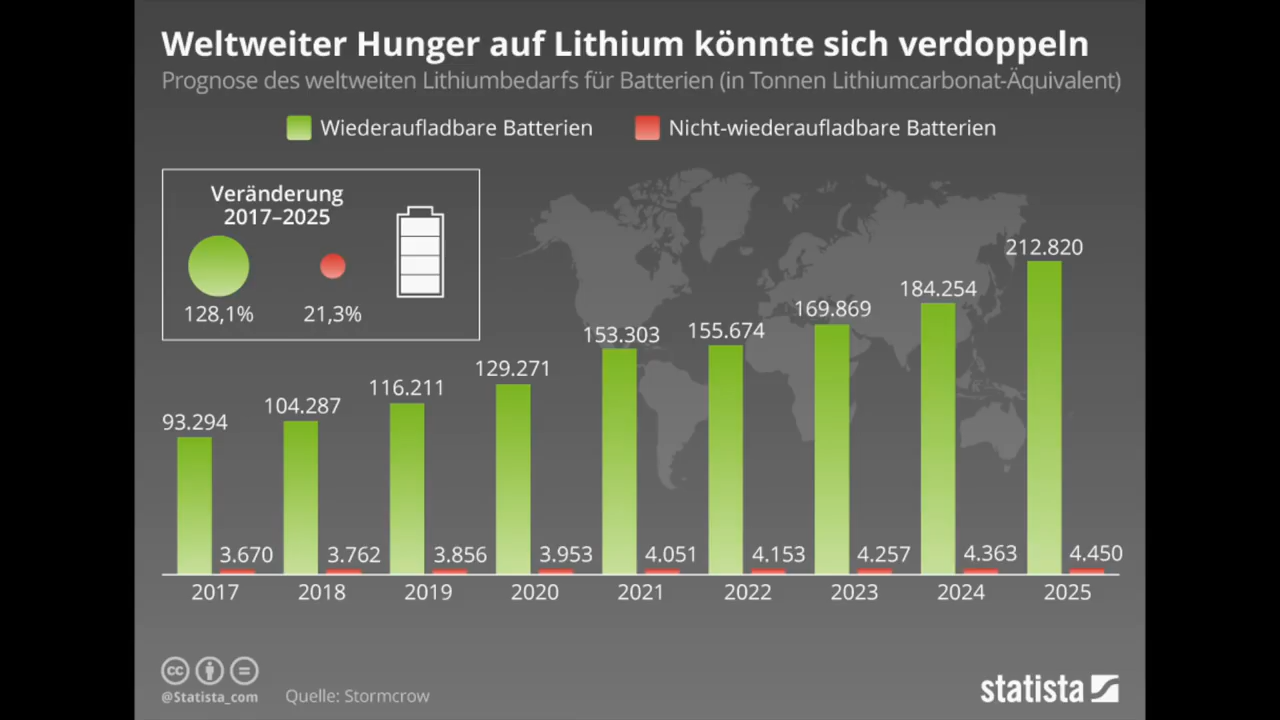 Weltweiter Hunger auf Lithium könnte sich verdoppeln
Prognose des weltweiten Lithiumbedarfs für Batterien (in Tonnen Lithiumcarbonat-Äquivalent)
Wiederaufladbare Batterien Nicht-wiederaufladbare Batterien
Veränderung
2017–2025
128,1% 21,3%
93.294 104.287 116.211 129.271 153.303 155.674 169.869 184.254 212.820
3.670 3.762 3.856 3.953 4.051 4.153 4.257 4.363 4.450
2017 2018 2019 2020 2021 2022 2023 2024 2025
cc
@Statista_com Quelle: Stormcrow
statista